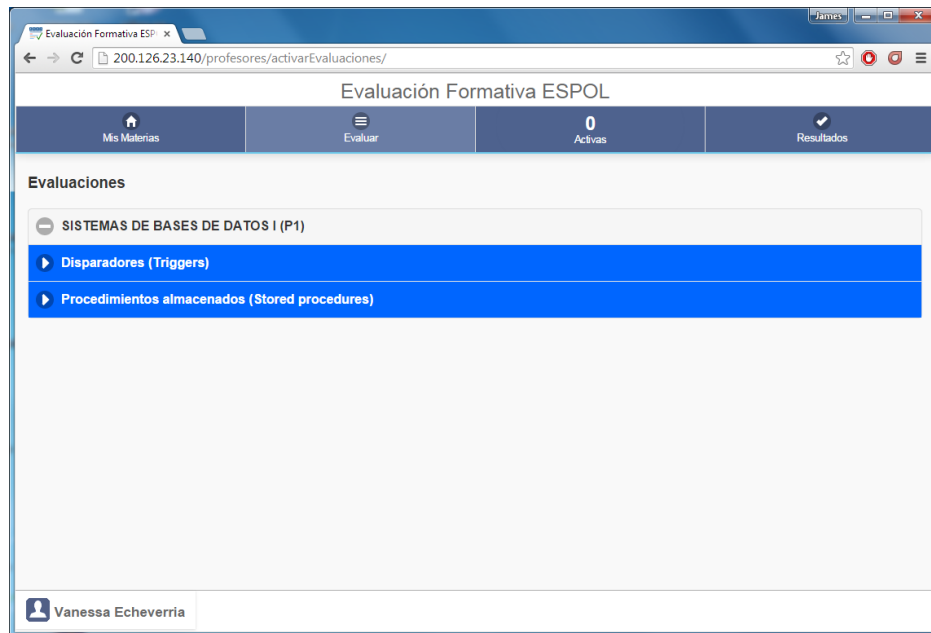 James
Evaluación Formativa ESP
200.126.23.140/profesores/activarEvaluaciones/
Evaluación Formativa ESPOL
Mis Materias
Evaluar
0
Activas
Resultados
Evaluaciones
SISTEMAS DE BASES DE DATOS I (P1)
Disparadores (Triggers)
Procedimientos almacenados (Stored procedures)
Vanessa Echeverria